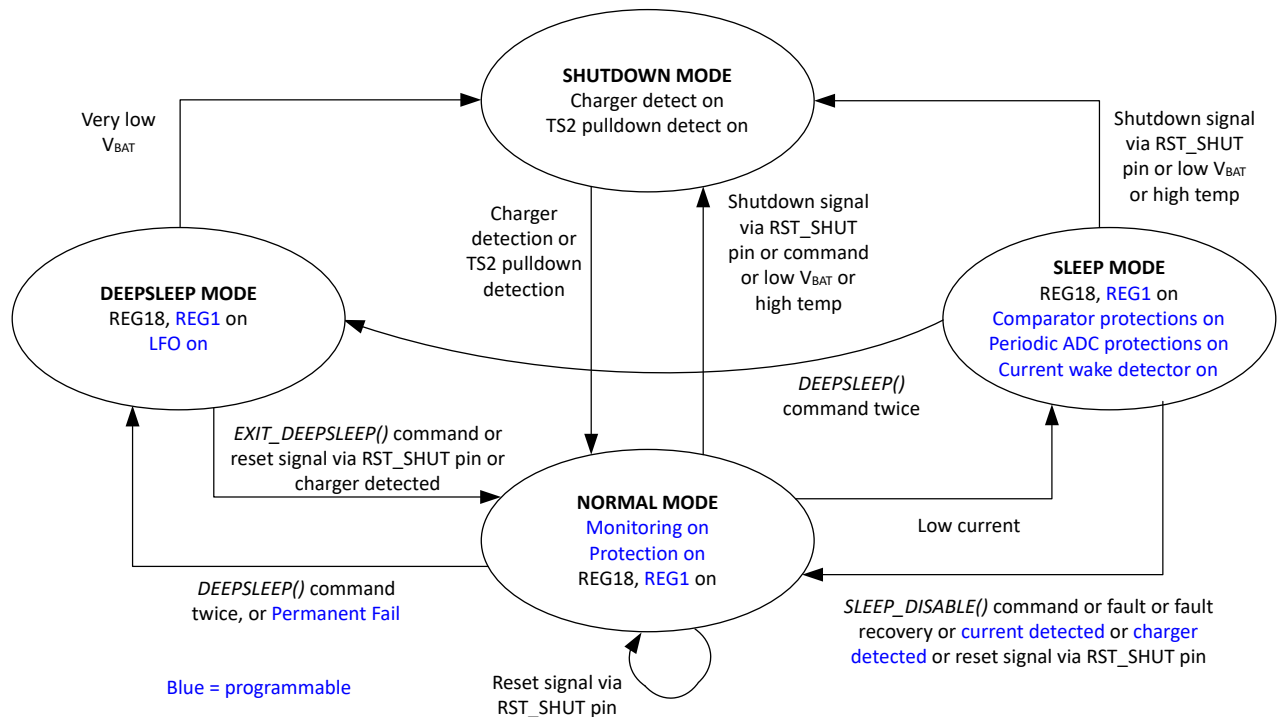 SHUTDOWN MODE
Charger detect on
TS2 pulldown detect on
Very low
VBAT
Shutdown signal
via RST_SHUT
pin or low VBAT
or high temp
Charger
detection or
TS2 pulldown
detection
Shutdown signal
via RST_SHUT
pin or command
or low VBAT or
high temp
DEEPSLEEP MODE
REG18, REG1 on
LFO on
SLEEP MODE
REG18, REG1 on
Comparator protections on
Periodic ADC protections on
Current wake detector on
DEEPSLEEP()
command twice
EXIT_DEEPSLEEP() command or
reset signal via RST_SHUT pin or
charger detected
NORMAL MODE
Monitoring on
Protection on
REG18, REG1 on
Low current
DEEPSLEEP() command
twice, or Permanent Fail
SLEEP_DISABLE() command or fault or fault
recovery or current detected or charger
detected or reset signal via RST_SHUT pin
Blue = programmable
Reset signal via
RST_SHUT pin